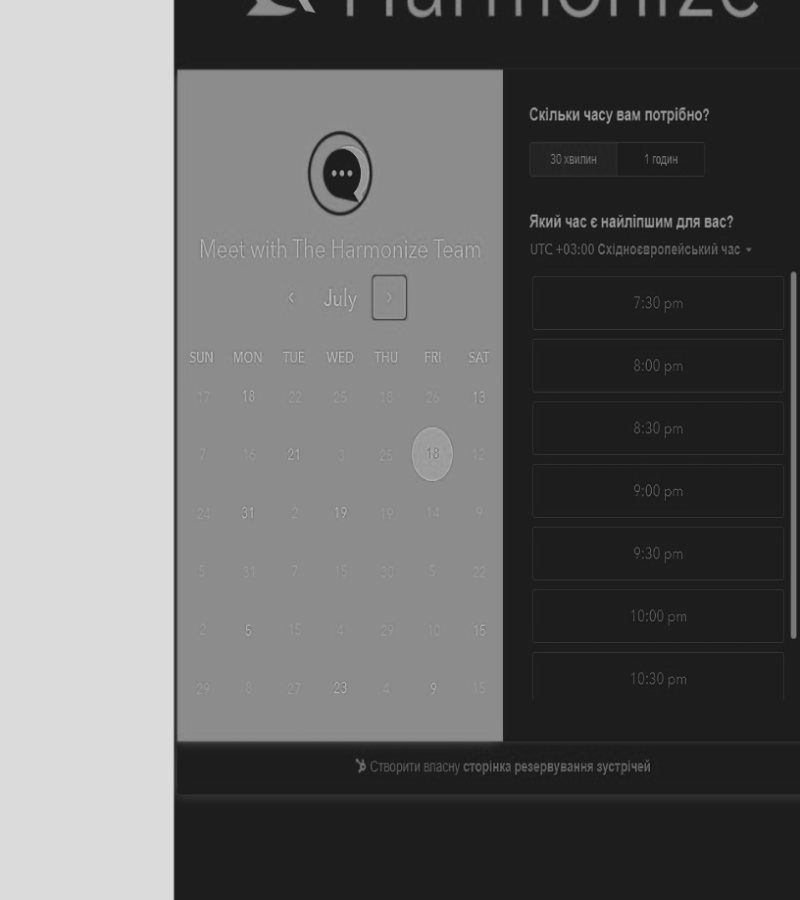 Harmonize
Meet with The Harmonize Team
July
SUN MON TUE WED THU FRI SAT
17 18 22 25 18 26 13
7 16 21 3 25 18 12
24 31 2 19 19 14 9
5 31 7 15 30 5 22
2 5 15 4 29 10 15
29 8 27 23 4 9 15
Скільки часу вам потрібно?
30 хвилин 1 годин
Який час є найліпшим для вас?
UTC +03:00 Східноєвропейський час
7:30 pm
8:00 pm
8:30 pm
9:00 pm
9:30 pm
10:00 pm
10:30 pm
Створити власну сторінка резервування зустрічей